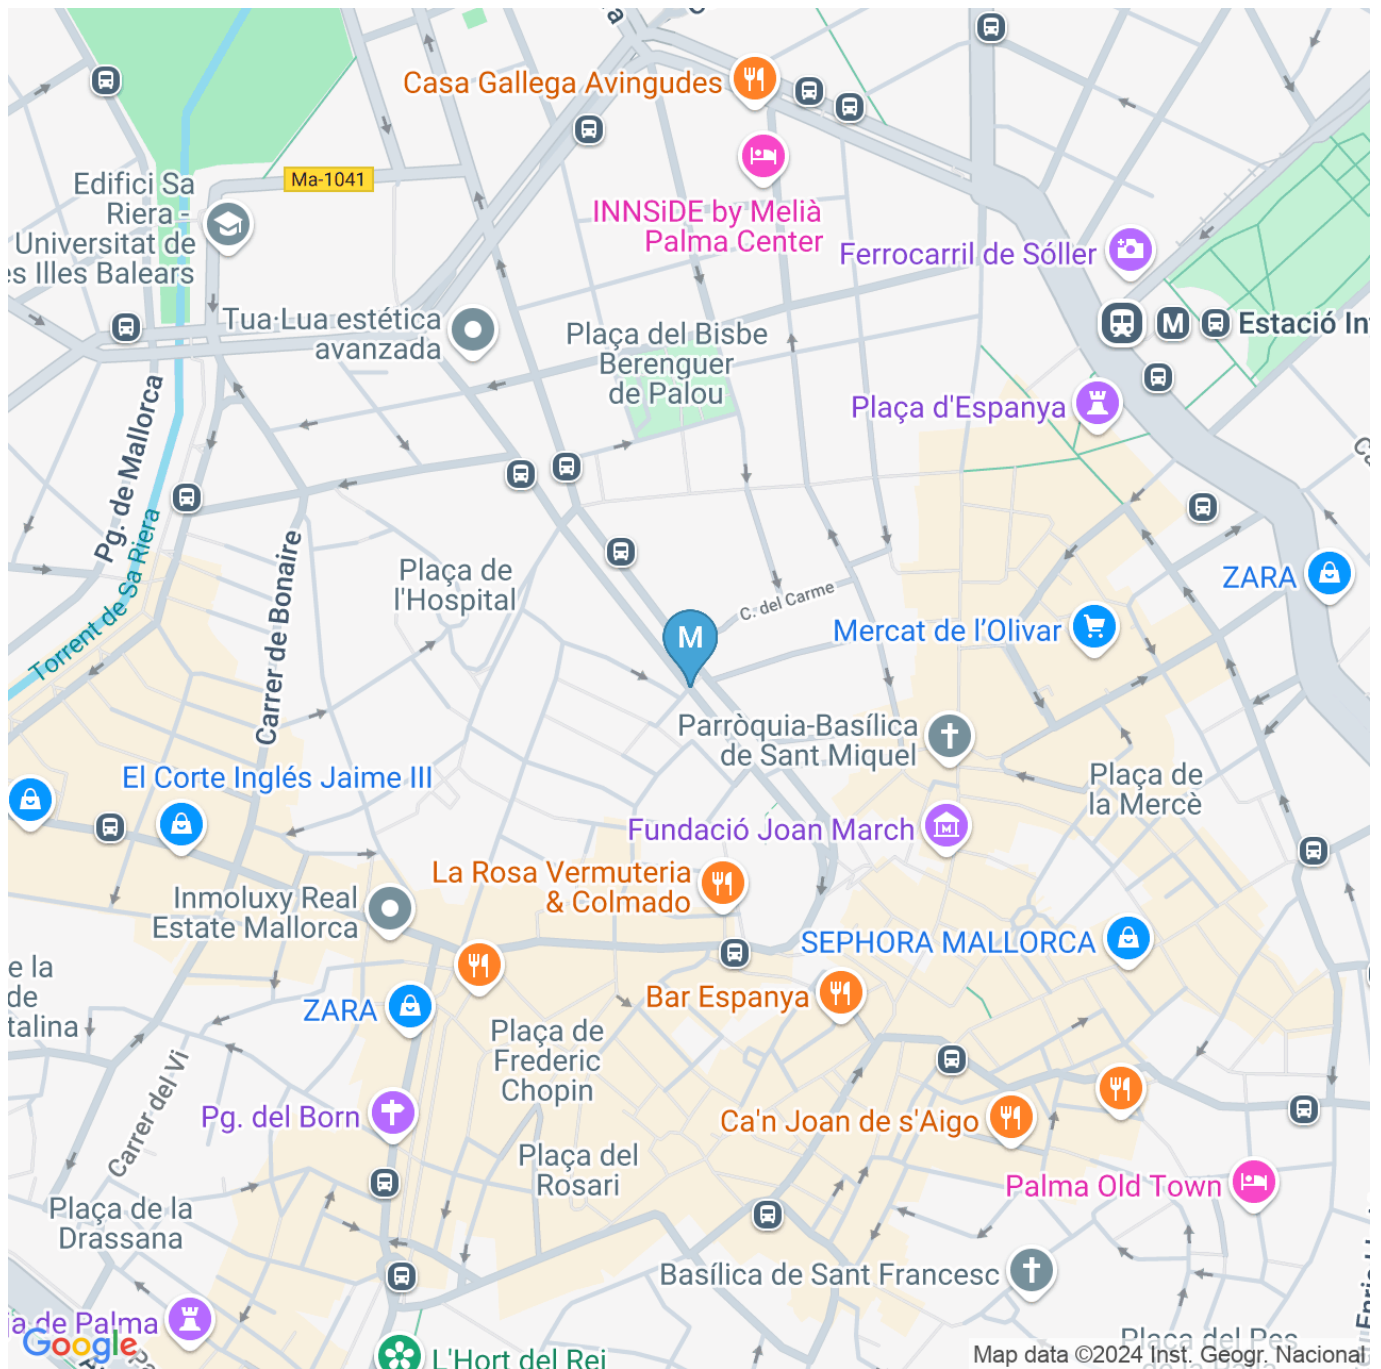 Casa Gallega Avingudes
Ma-1041
Edifici Sa
Riera -
Universitat de
es Illes Balears
INNSiDE by Melià
Palma Center
Ferrocarril de Sóller
Tua·Lua estética
avanzada
Plaça del Bisbe
Berenguer
de Palou
M
Estació In
Plaça d'Espanya
Pg. de Mallorca
Torrent de Sa Riera
Carrer de Bonaire
Plaça de
l'Hospital
C. del Carme
ZARA
Mercat de l'Olivar
M
Parròquia-Basílica
de Sant Miquel
El Corte Inglés Jaime III
Plaça de
la Mercè
Fundació Joan March
La Rosa Vermuteria
& Colmado
Inmoluxy Real
Estate Mallorca
SEPHORA MALLORCA
e la
de
talina
ZARA
Bar Espanya
Plaça de
Frederic
Chopin
Carrer del Vi
Pg. del Born
Ca'n Joan de s'Aigo
Plaça del
Rosari
Palma Old Town
Plaça de la
Drassana
Basílica de Sant Francesc
ja de Palma
Google
L'Hort del Rei
Plaça del Pes
Map data ©2024 Inst. Geogr. Nacional